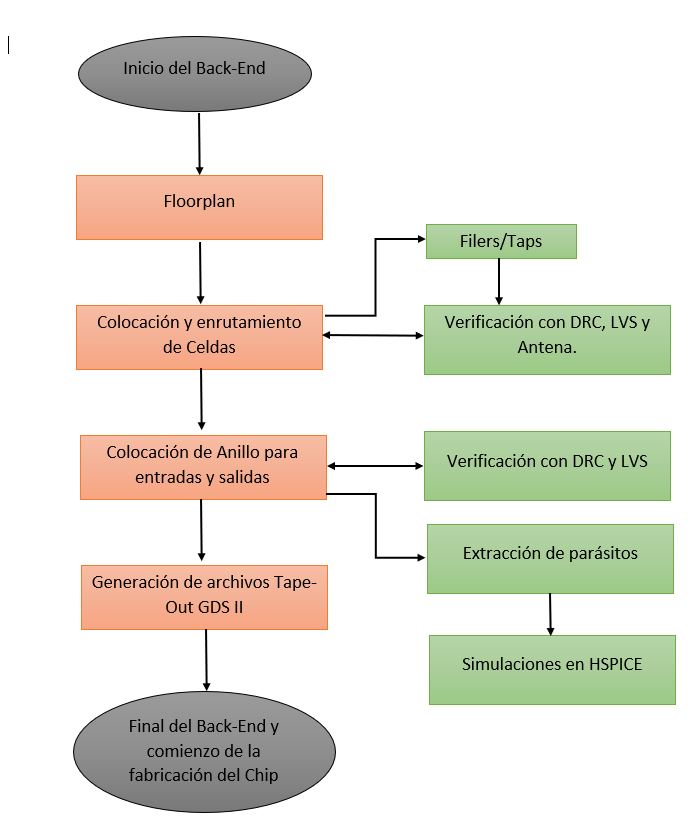 Inicio del Back-End
Floorplan
Filers/Taps
Colocación y enrutamiento
de Celdas
Verificación con DRC, LVS y
Antena.
Colocación de Anillo para
entradas y salidas
Verificación con DRC y LVS
Extracción de parásitos
Generación de archivos Tape-
Out GDS II
Simulaciones en HSPICE
Final del Back-End y
comienzo de la
fabricación del Chip